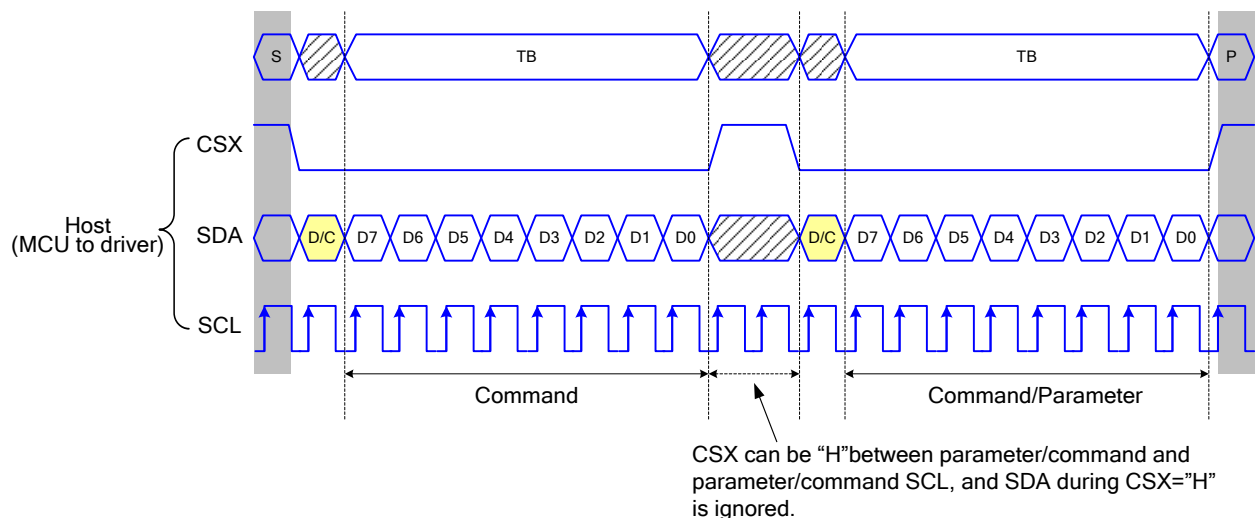 S TB TB P
CSX
Host
(MCU to driver)
SDA D/C D7 D6 D5 D4 D3 D2 D1 D0 D/C D7 D6 D5 D4 D3 D2 D1 D0
SCL
Command Command/Parameter
CSX can be “H”between parameter/command and
parameter/command SCL, and SDA during CSX=”H”
is ignored.